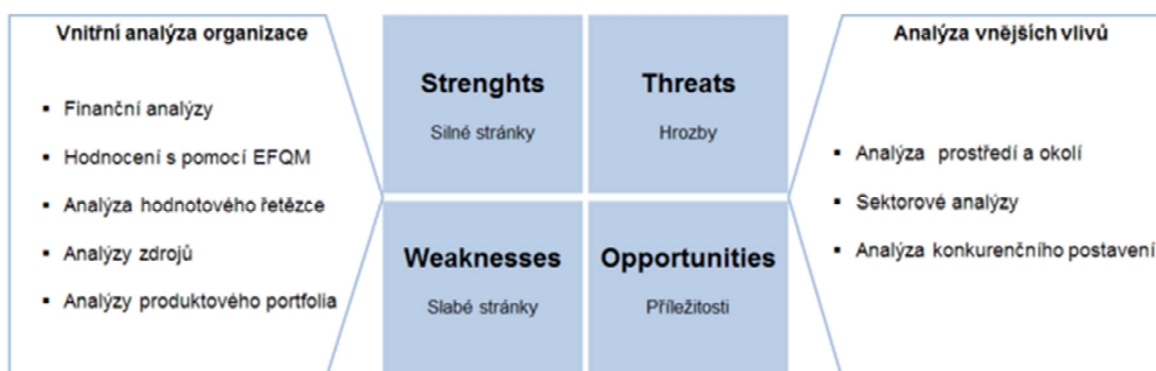 Vnitřní analýza organizace
▪ Finanční analýzy
▪ Hodnocení s pomocí EFQM
▪ Analýza hodnotového řetězce
▪ Analýzy zdrojů
▪ Analýzy produktového portfolia
Strenghts
Silné stránky
Threats
Hrozby
Weaknesses
Slabé stránky
Opportunities
Příležitosti
Analýza vnějších vlivů
▪ Analýza prostředí a okolí
▪ Sektorové analýzy
▪ Analýza konkurenčního postavení